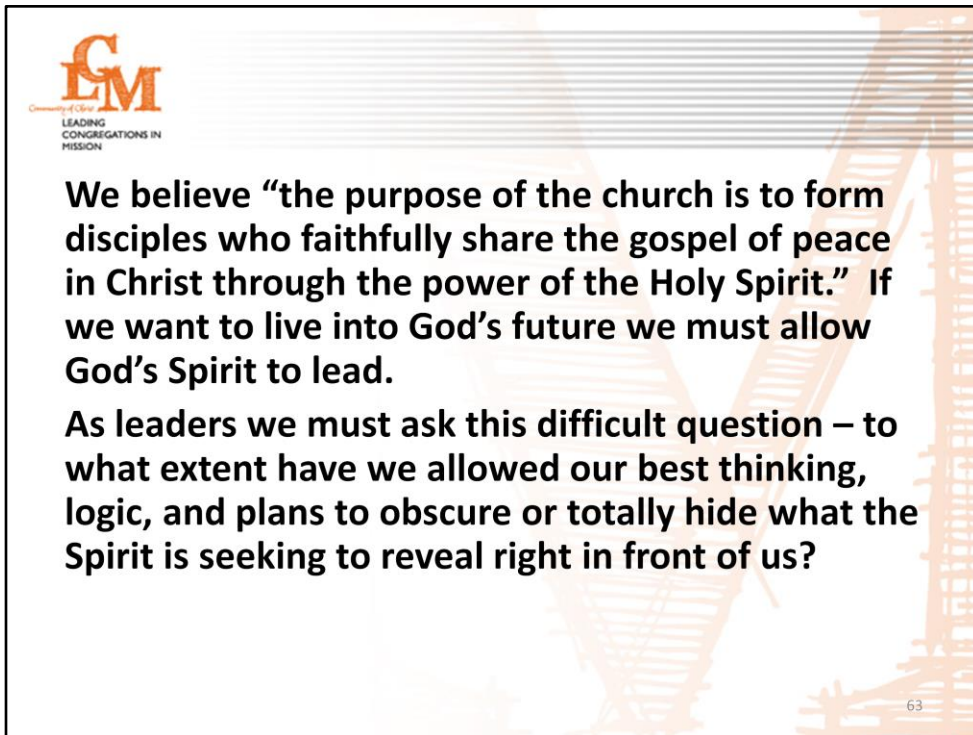 LCM
Community of Christ
LEADING
CONGREGATIONS IN
MISSION
We believe “the purpose of the church is to form
disciples who faithfully share the gospel of peace
in Christ through the power of the Holy Spirit.”  If
we want to live into God’s future we must allow
God’s Spirit to lead.
As leaders we must ask this difficult question – to
what extent have we allowed our best thinking,
logic, and plans to obscure or totally hide what the
Spirit is seeking to reveal right in front of us?
63